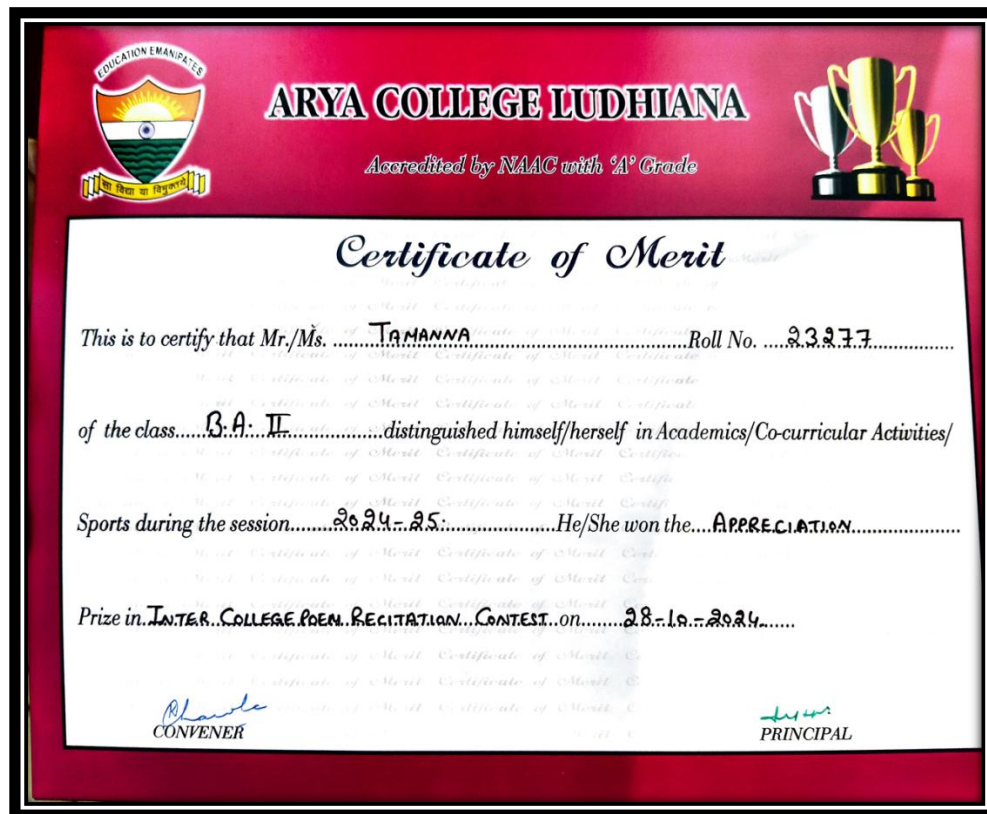 EDUCATION EMANIPATES
ARYA COLLEGE LUDHIANA
Accredited by NAAC with 'A' Grade
सा विद्या या विमुक्तये
Certificate of Merit
This is to certify that Mr./Ms. ......TAMANNA......Roll No. ....23277......
of the class......B.A. II......distinguished himself/herself in Academics/Co-curricular Activities/
Sports during the session......2024-25......He/She won the....APPRECIATION......
Prize in..INTER COLLEGE POEM RECITATION CONTEST..on......28-10-2024......
CONVENER
PRINCIPAL